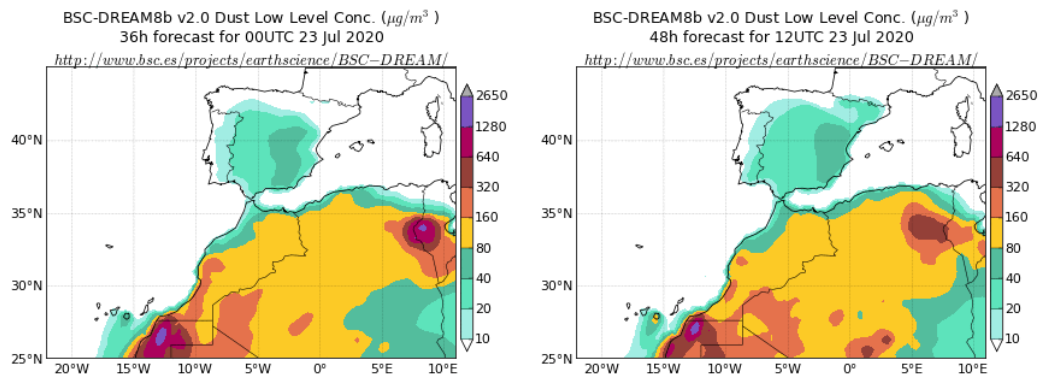 BSC-DREAM8b v2.0 Dust Low Level Conc. (μg/m³ )
36h forecast for 00UTC 23 Jul 2020
http://www.bsc.es/projects/earthscience/BSC−DREAM/
40°N
35°N
30°N
25°N
20°W
15°W
10°W
5°W
0°
5°E
10°E
2650
1280
640
320
160
80
40
20
10
BSC-DREAM8b v2.0 Dust Low Level Conc. (μg/m³ )
48h forecast for 12UTC 23 Jul 2020
http://www.bsc.es/projects/earthscience/BSC−DREAM/
40°N
35°N
30°N
25°N
20°W
15°W
10°W
5°W
0°
5°E
10°E
2650
1280
640
320
160
80
40
20
10